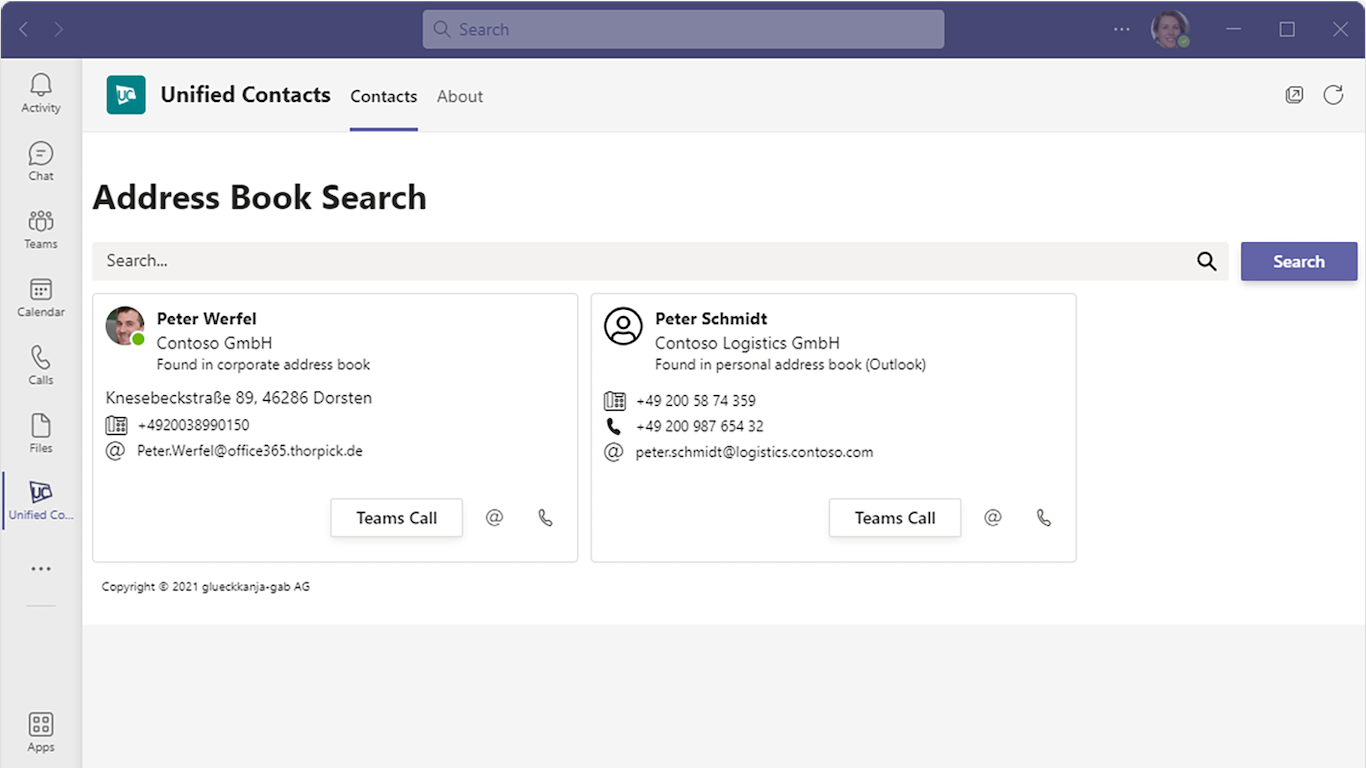 Search
Activity
Chat
Teams
Calendar
Calls
Files
UC
Unified Co...
Apps
UC
Unified Contacts
Contacts
About
Address Book Search
Search...
Search
Peter Werfel
Contoso GmbH
Found in corporate address book
Knesebeckstraße 89, 46286 Dorsten
+4920038990150
@ Peter.Werfel@office365.thorpick.de
Teams Call @
Peter Schmidt
Contoso Logistics GmbH
Found in personal address book (Outlook)
+49 200 58 74 359
+49 200 987 654 32
@ peter.schmidt@logistics.contoso.com
Teams Call @
Copyright © 2021 glueckkanja-gab AG